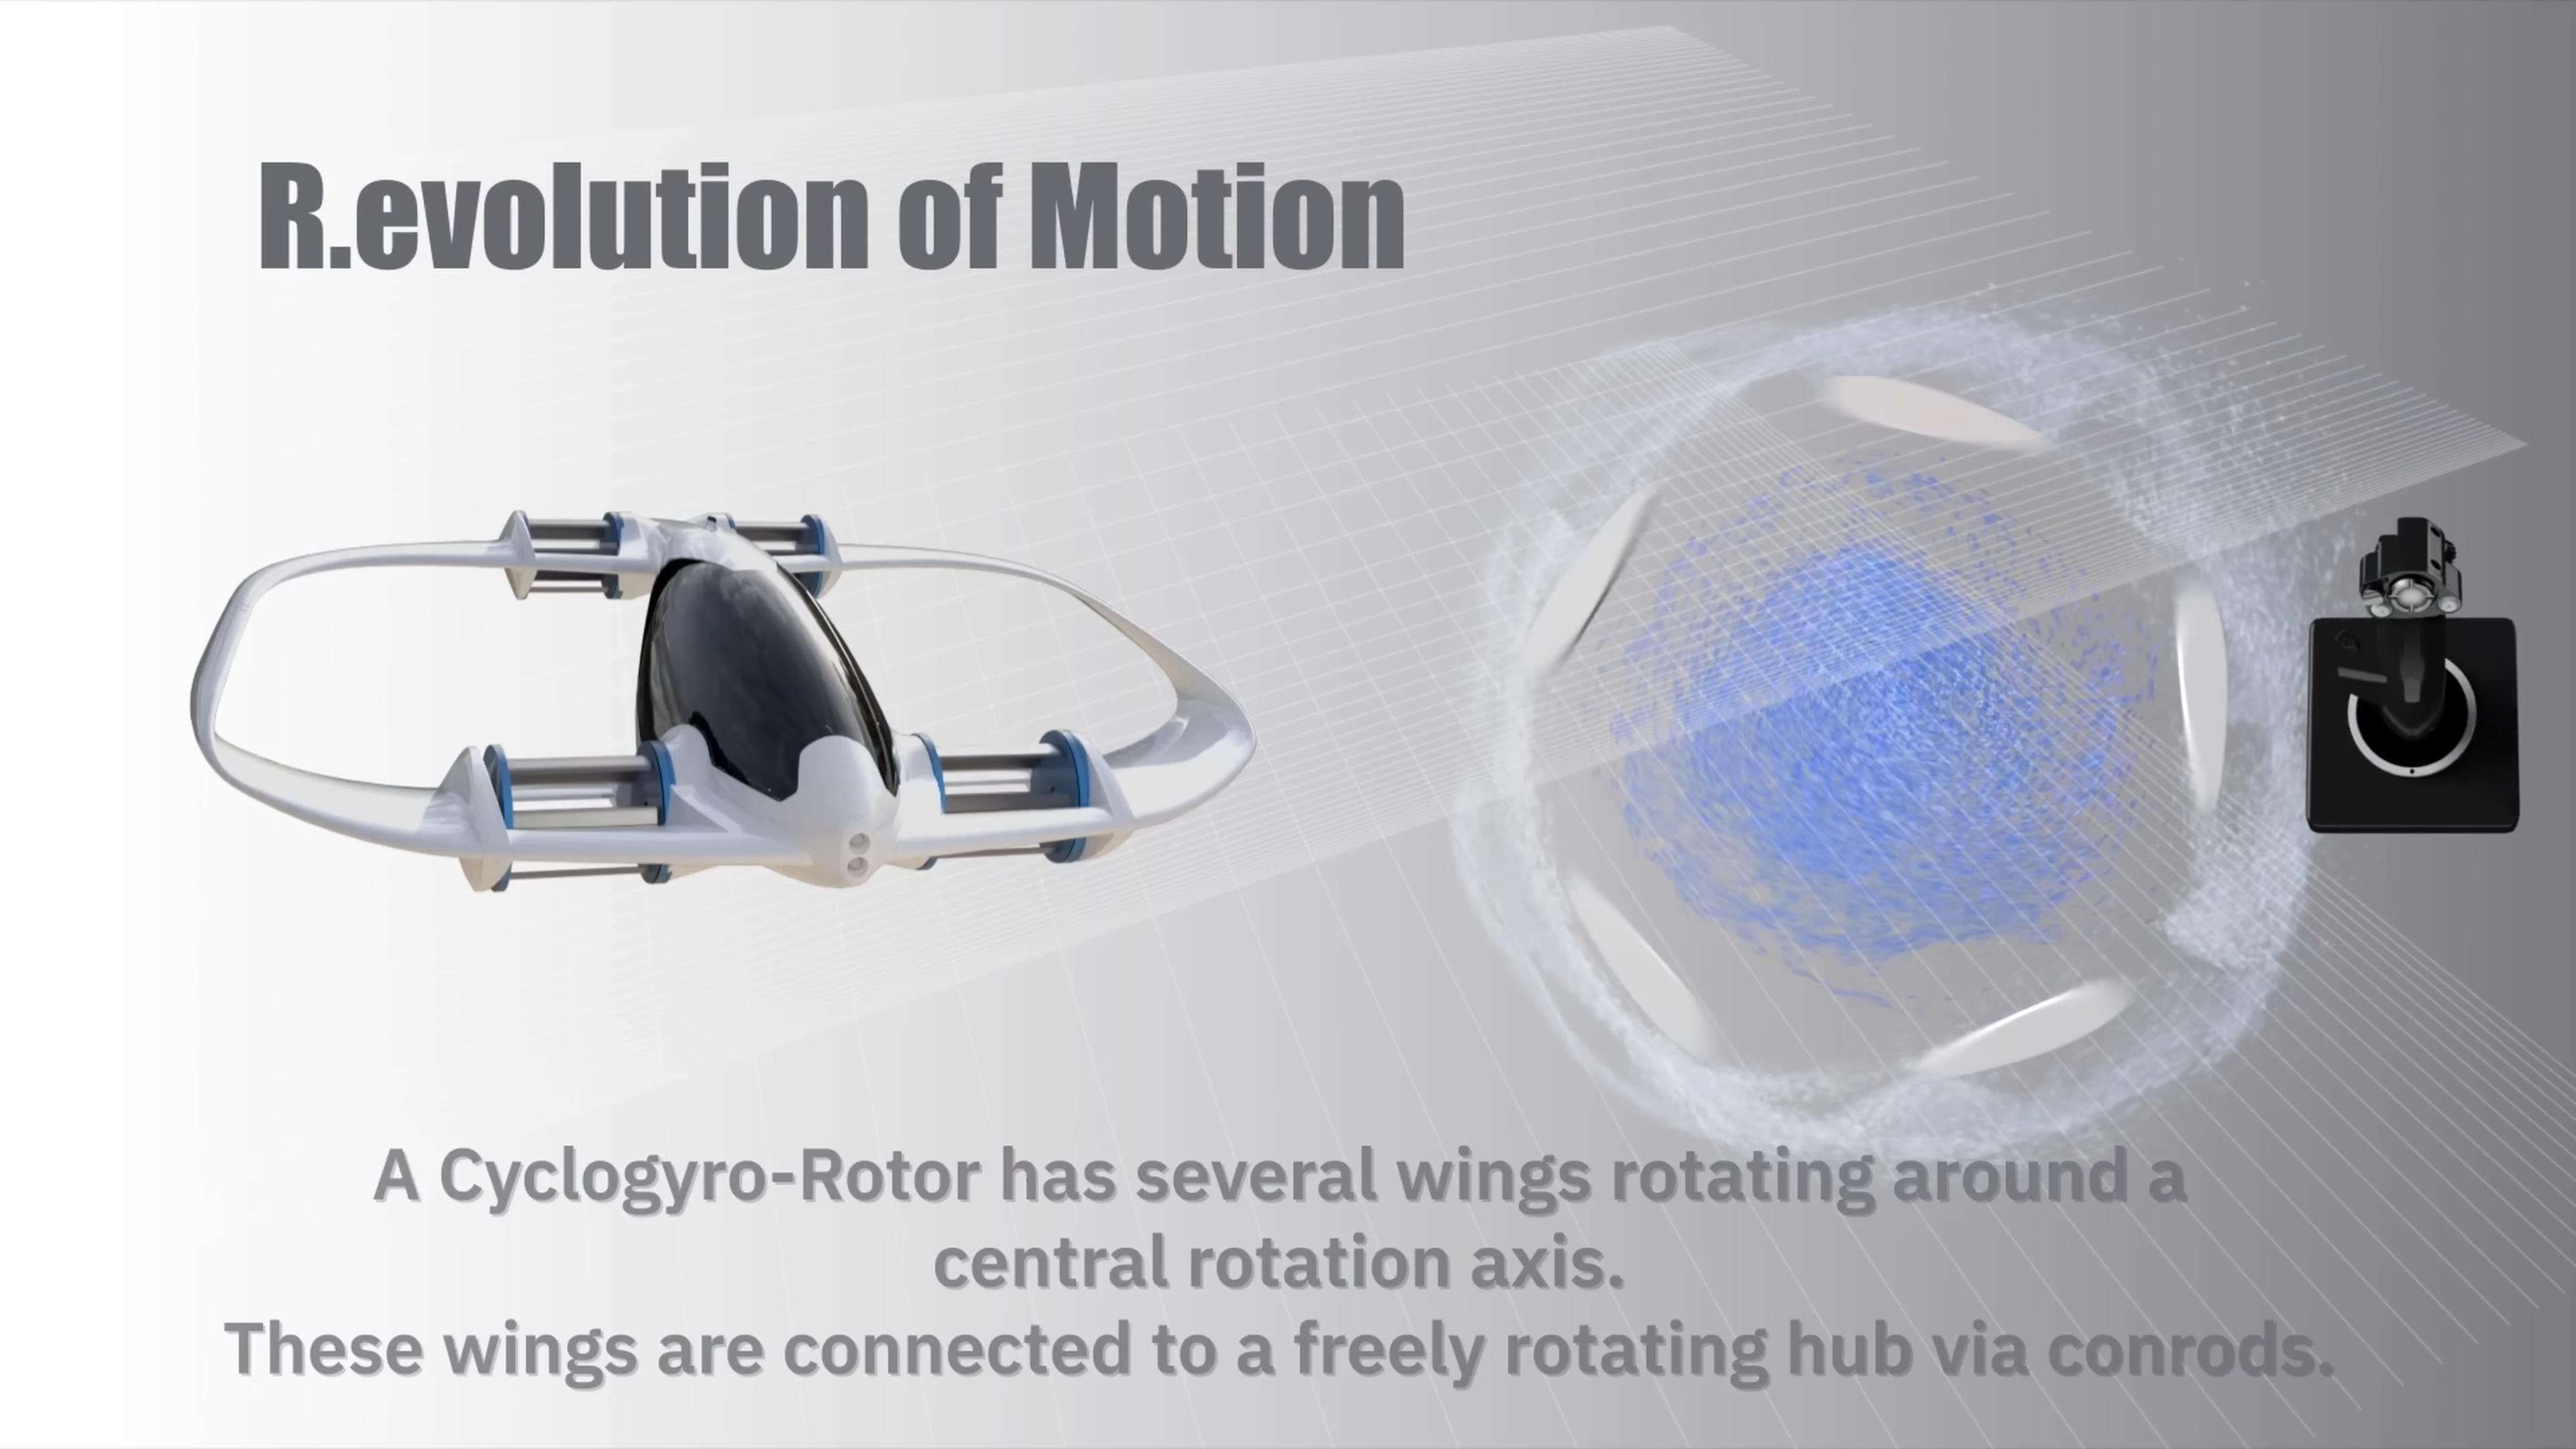 R.evolution of Motion
A Cyclogyro-Rotor has several wings rotating around a
central rotation axis.
These wings are connected to a freely rotating hub via conrods.